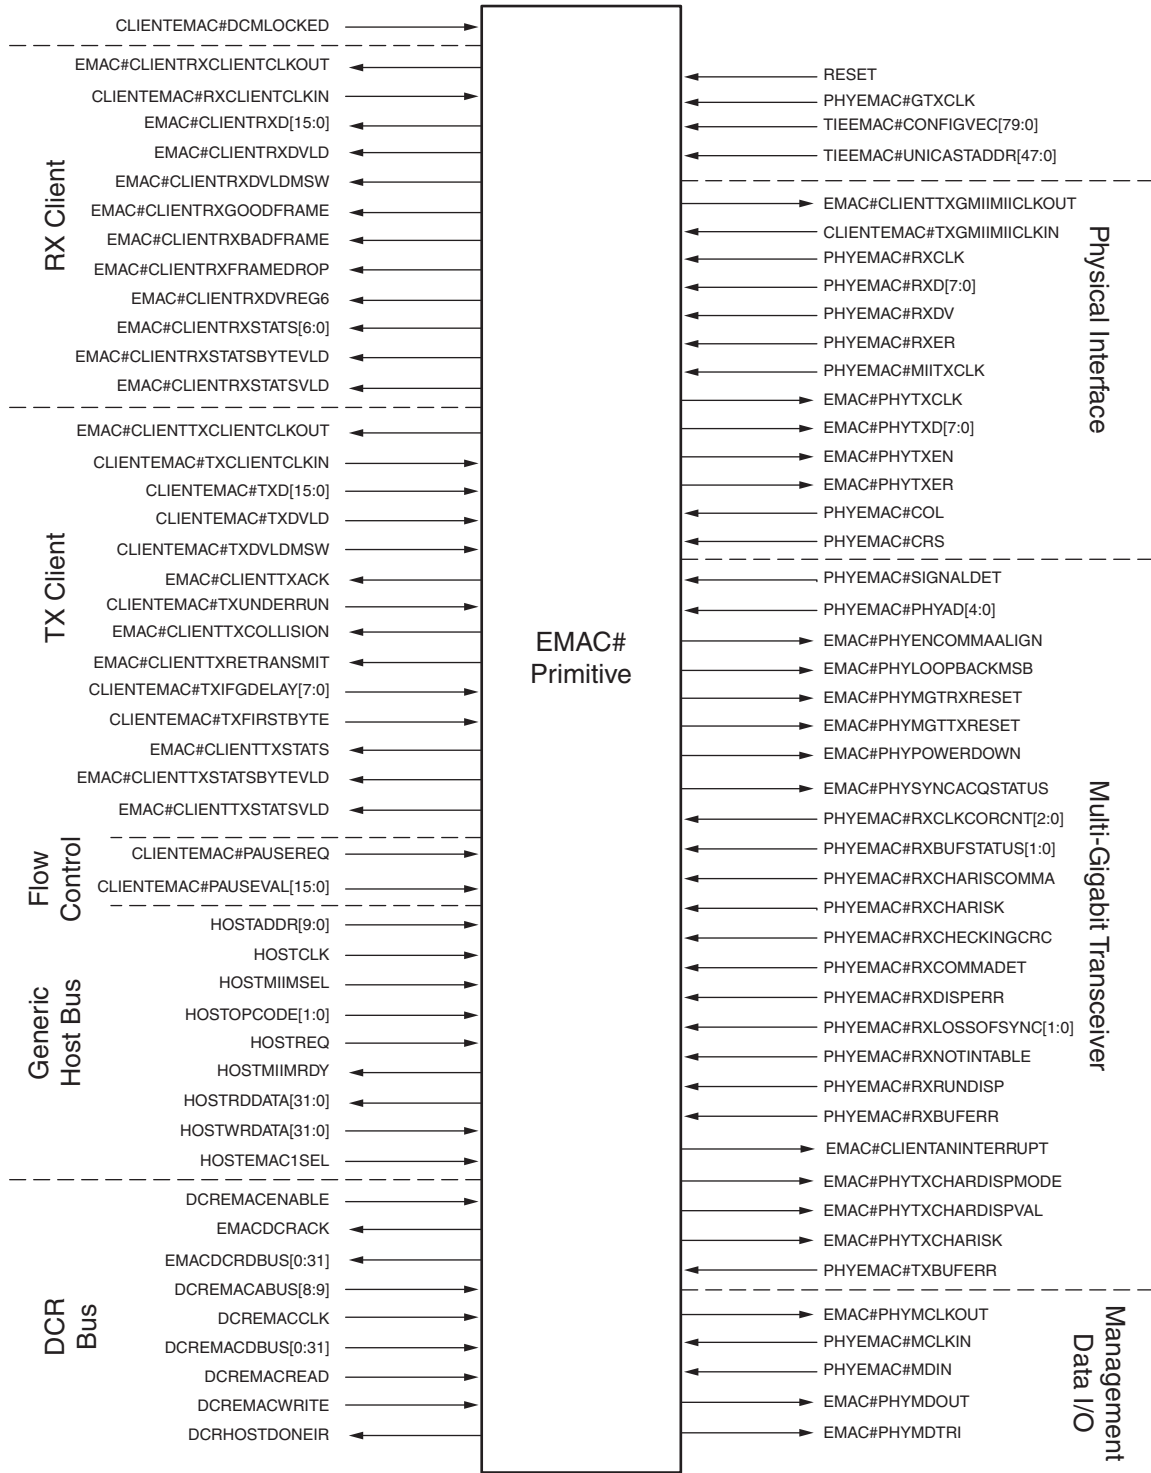 CLIENTEMAC#DCMLOCKED
RX Client
EMAC#CLIENTRXCLIENTCLKOUT
CLIENTEMAC#RXCLIENTCLKIN
EMAC#CLIENTRXD[15:0]
EMAC#CLIENTRXDVLD
EMAC#CLIENTRXDVLDMSW
EMAC#CLIENTRXGOODFRAME
EMAC#CLIENTRXBADFRAME
EMAC#CLIENTRXFRAMEDROP
EMAC#CLIENTRXDVREG6
EMAC#CLIENTRXSTATS[6:0]
EMAC#CLIENTRXSTATSBYTEVLD
EMAC#CLIENTRXSTATSVLD
TX Client
EMAC#CLIENTTXCLIENTCLKOUT
CLIENTEMAC#TXCLIENTCLKIN
CLIENTEMAC#TXD[15:0]
CLIENTEMAC#TXDVLD
CLIENTEMAC#TXDVLDMSW
EMAC#CLIENTTXACK
CLIENTEMAC#TXUNDERRUN
EMAC#CLIENTTXCOLLISION
EMAC#CLIENTTXRETRANSMIT
CLIENTEMAC#TXIFGDELAY[7:0]
CLIENTEMAC#TXFIRSTBYTE
EMAC#CLIENTTXSTATS
EMAC#CLIENTTXSTATSBYTEVLD
EMAC#CLIENTTXSTATSVLD
Flow
Control
CLIENTEMAC#PAUSEREQ
CLIENTEMAC#PAUSEVAL[15:0]
Generic
Host Bus
HOSTADDR[9:0]
HOSTCLK
HOSTMIIMSEL
HOSTOPCODE[1:0]
HOSTREQ
HOSTMIIMRDY
HOSTRDDATA[31:0]
HOSTWRDATA[31:0]
HOSTEMAC1SEL
DCR
Bus
DCREMACENABLE
EMACDCRACK
EMACDCRDBUS[0:31]
DCREMACABUS[8:9]
DCREMACCLK
DCREMACDBUS[0:31]
DCREMACREAD
DCREMACWRITE
DCRHOSTDONEIR
EMAC#
Primitive
RESET
PHYEMAC#GTXCLK
TIEEMAC#CONFIGVEC[79:0]
TIEEMAC#UNICASTADDR[47:0]
Physical Interface
EMAC#CLIENTTXGMIIMIICLKOUT
CLIENTEMAC#TXGMIIMIICLKIN
PHYEMAC#RXCLK
PHYEMAC#RXD[7:0]
PHYEMAC#RXDV
PHYEMAC#RXER
PHYEMAC#MIITXCLK
EMAC#PHYTXCLK
EMAC#PHYTXD[7:0]
EMAC#PHYTXEN
EMAC#PHYTXER
PHYEMAC#COL
PHYEMAC#CRS
Multi-Gigabit Transceiver
PHYEMAC#SIGNALDET
PHYEMAC#PHYAD[4:0]
EMAC#PHYENCOMMAALIGN
EMAC#PHYLOOPBACKMSB
EMAC#PHYMGTRXRESET
EMAC#PHYMGTTXRESET
EMAC#PHYPOWERDOWN
EMAC#PHYSYNCACQSTATUS
PHYEMAC#RXCLKCORCNT[2:0]
PHYEMAC#RXBUFSTATUS[1:0]
PHYEMAC#RXCHARISCOMMA
PHYEMAC#RXCHARISK
PHYEMAC#RXCHECKINGCRC
PHYEMAC#RXCOMMADET
PHYEMAC#RXDISPERR
PHYEMAC#RXLOSSOFSYNC[1:0]
PHYEMAC#RXNOTINTABLE
PHYEMAC#RXRUNDISP
PHYEMAC#RXBUFERR
EMAC#CLIENTANINTERRUPT
EMAC#PHYTXCHARDISPMODE
EMAC#PHYTXCHARDISPVAL
EMAC#PHYTXCHARISK
PHYEMAC#TXBUFERR
Management
Data I/O
EMAC#PHYMCLKOUT
PHYEMAC#MCLKIN
PHYEMAC#MDIN
EMAC#PHYMDOUT
EMAC#PHYMDTRI